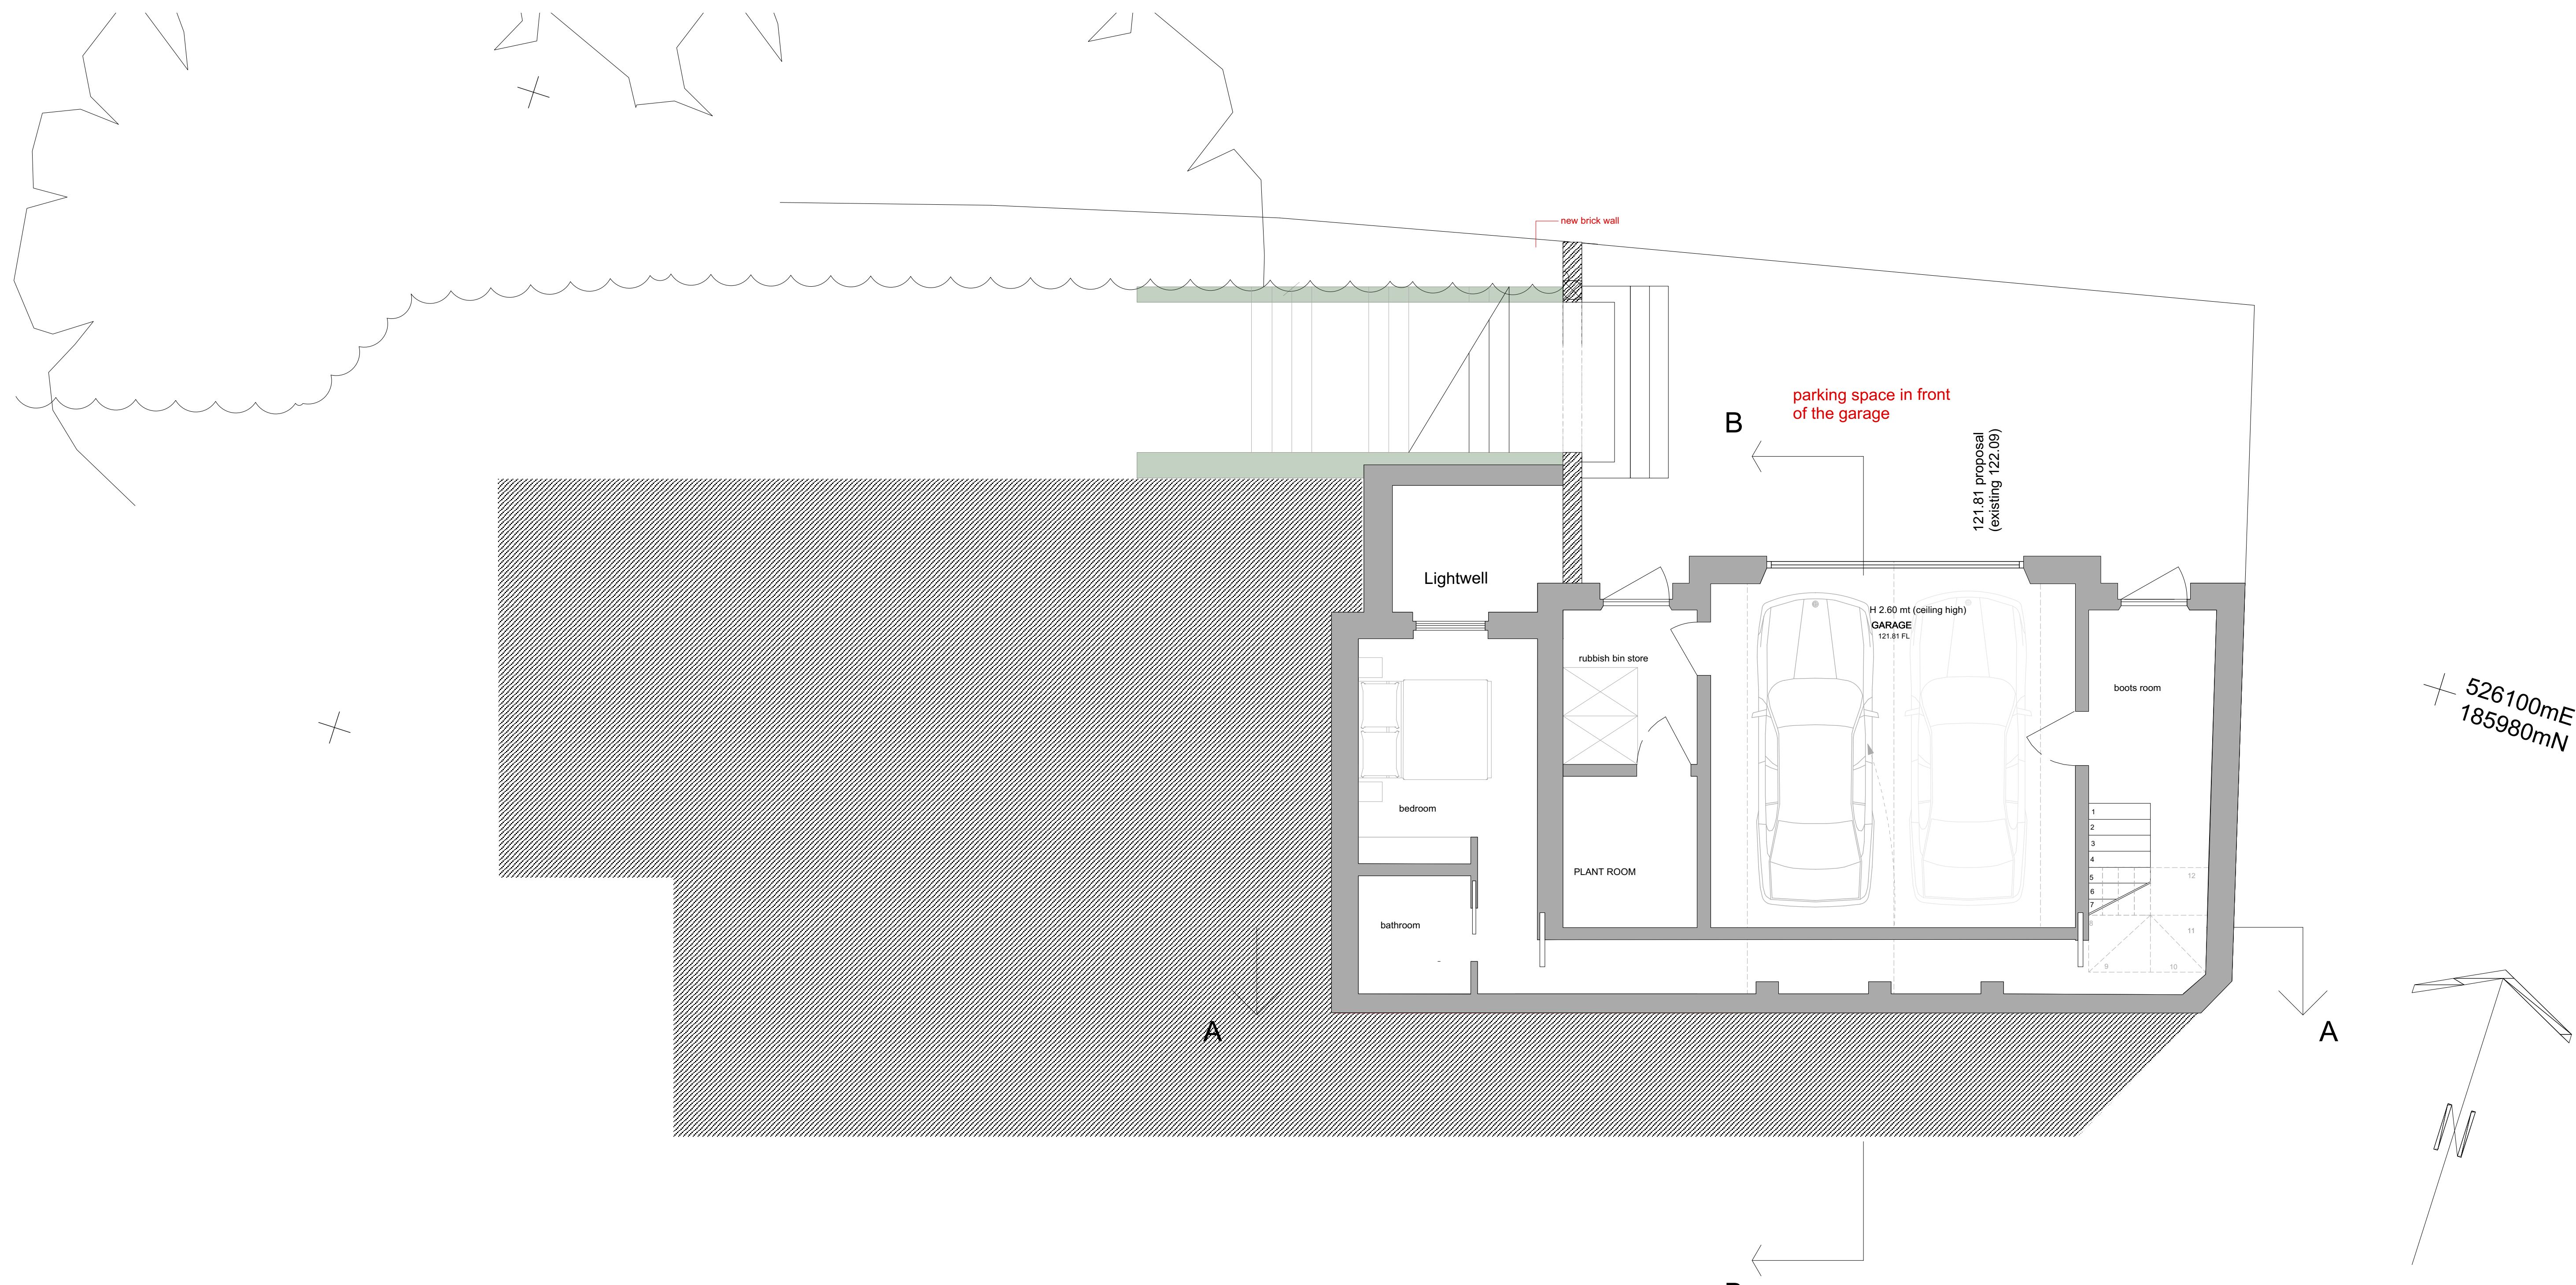 new brick wall
parking space in front
of the garage
B
121.81 proposal
(existing 122.09)
Lightwell
H 2.60 mt (ceiling high)
GARAGE
121.81 FL
rubbish bin store
boots room
526100mE
185980mN
bedroom
1
2
3
4
5
6
7
8
9
10
11
12
PLANT ROOM
bathroom
A
A
N